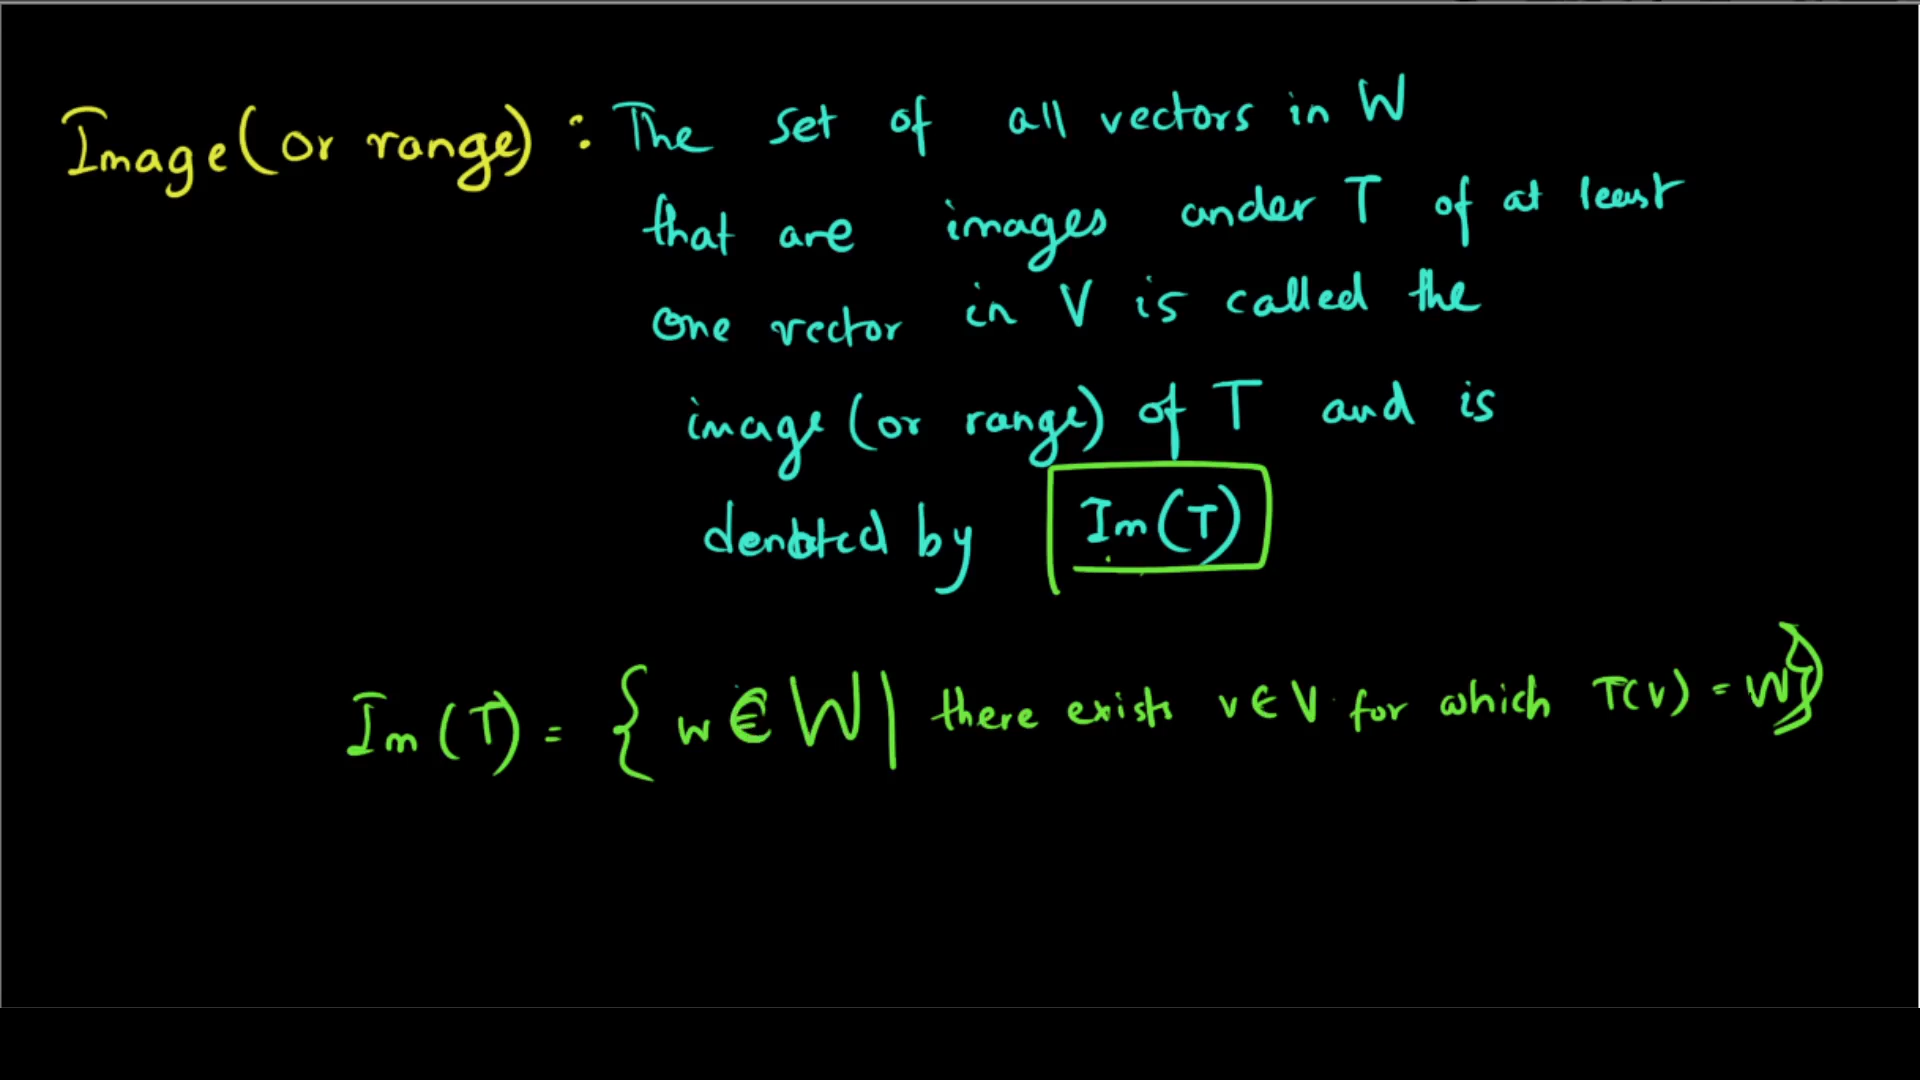 Image (or range) : The set of all vectors in W
that are images under T of at least
one vector in V is called the
image (or range) of T and is
denoted by Im(T)
Im(T) = { w ∈ W | there exists v ∈ V for which T(v) = w }